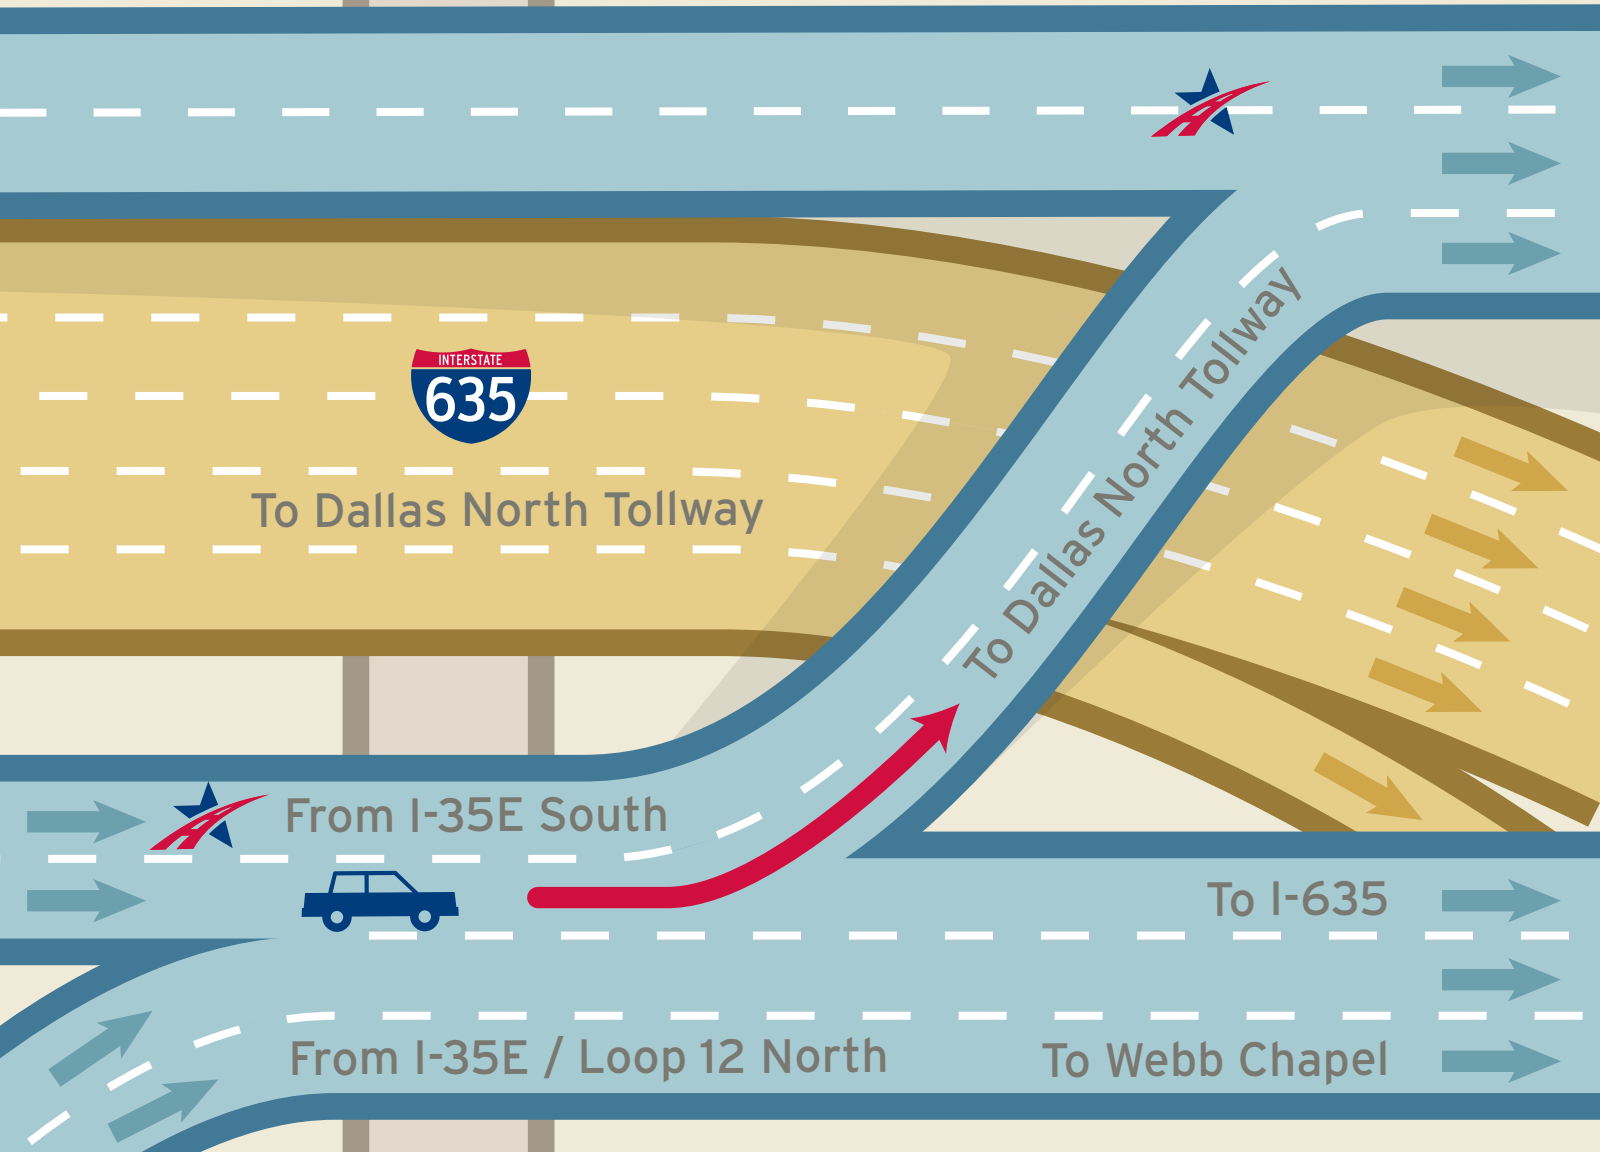 INTERSTATE
635
To Dallas North Tollway
To Dallas North Tollway
From I-35E South
To I-635
From I-35E / Loop 12 North
To Webb Chapel